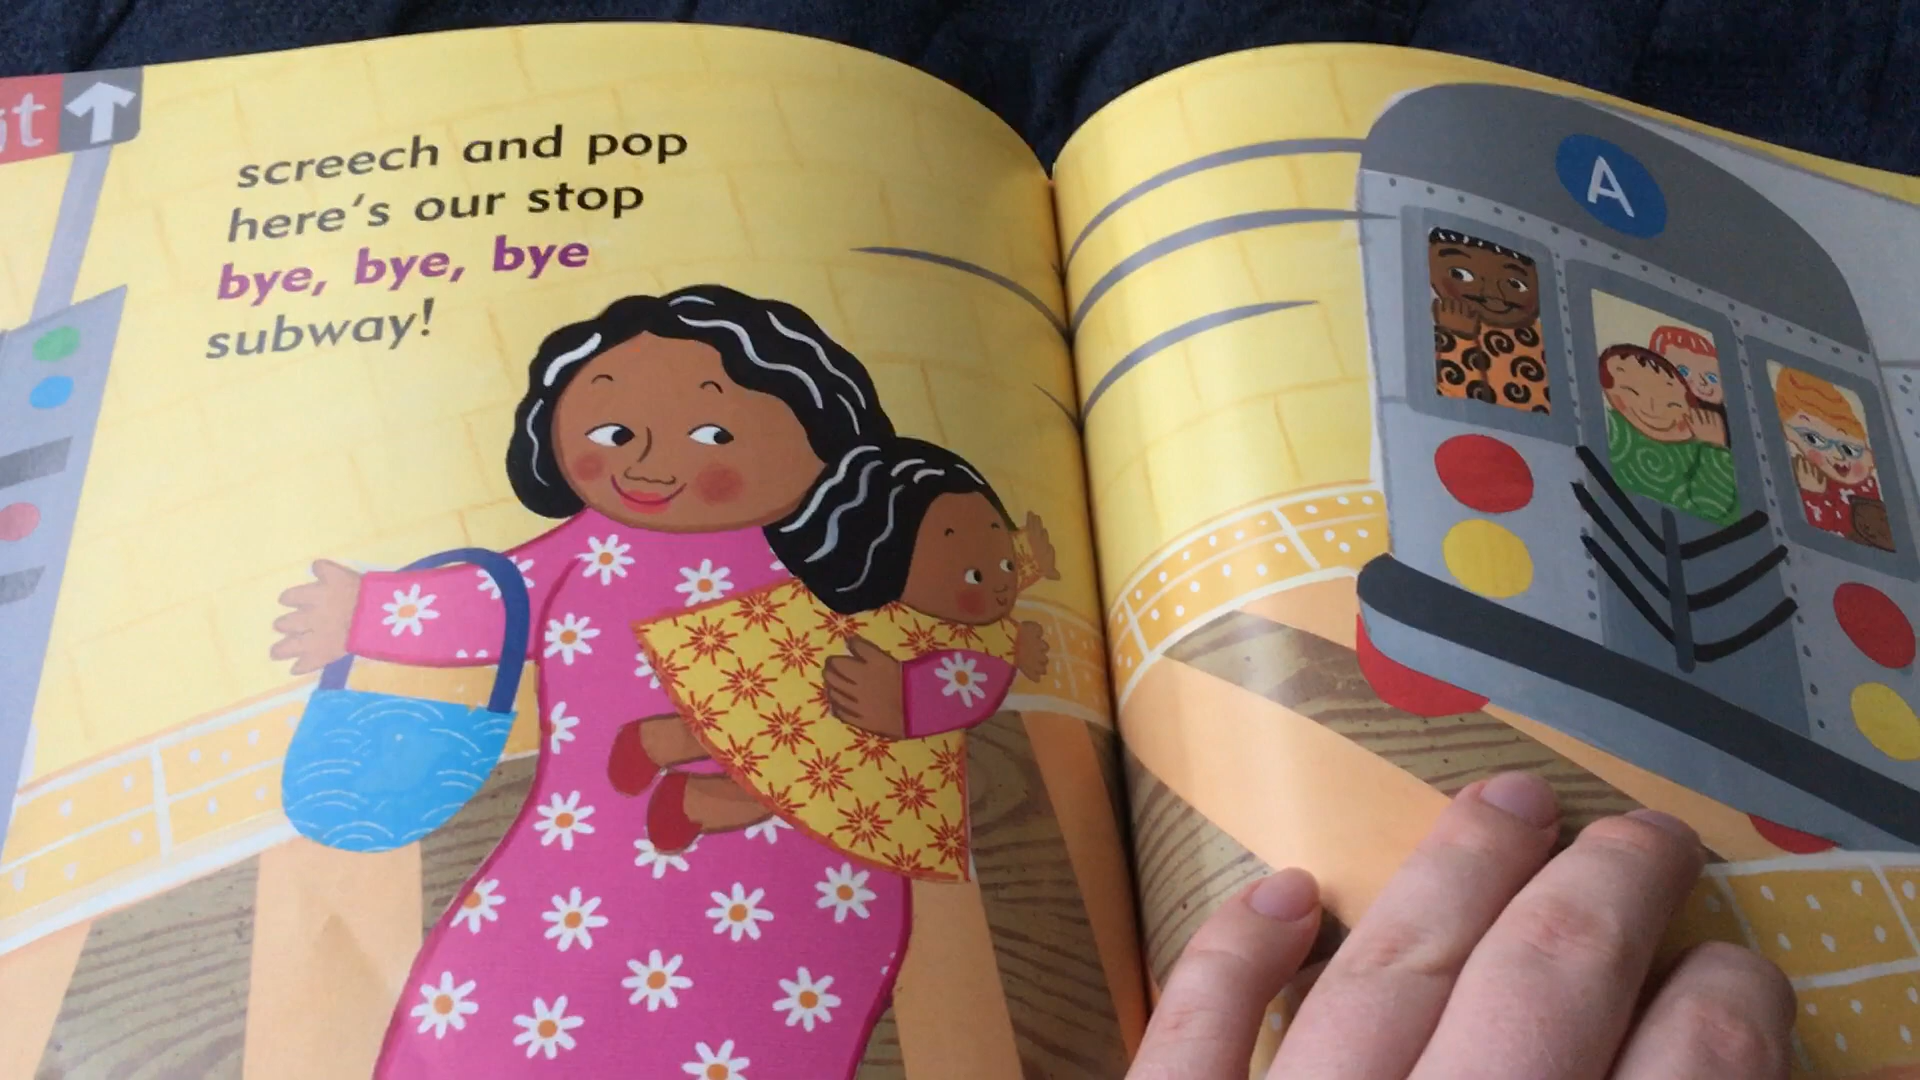 screech and pop
here's our stop
bye, bye, bye
subway!
A